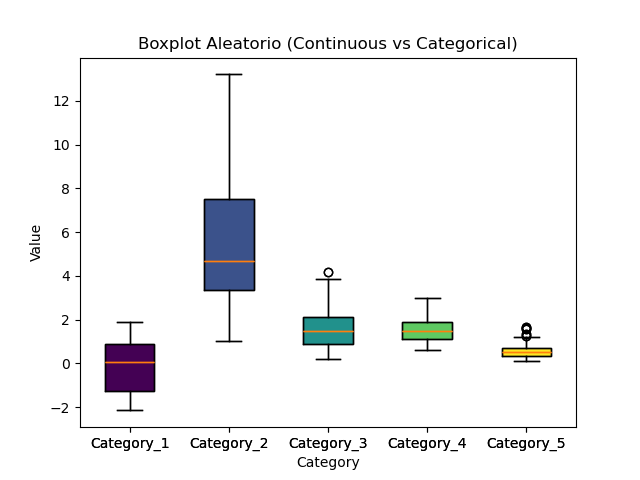 Boxplot Aleatorio (Continuous vs Categorical)
Value
12
10
8
6
4
2
0
−2
Category_1 Category_2 Category_3 Category_4 Category_5
Category